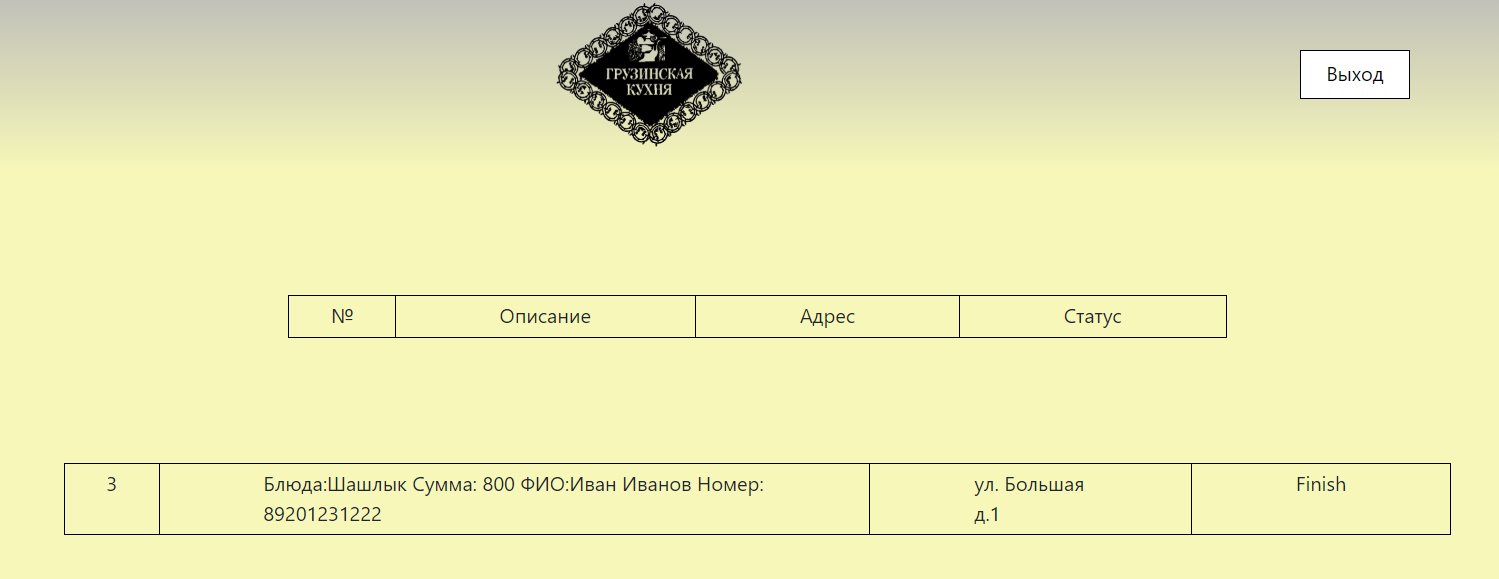 ГРУЗИНСКАЯ
КУХНЯ
Выход
№ Описание Адрес Статус
3 Блюда:Шашлык Сумма: 800 ФИО:Иван Иванов Номер: ул. Большая Finish
89201231222 д.1